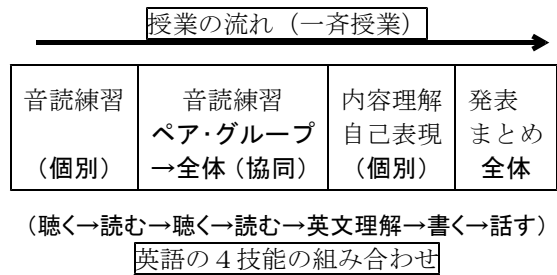 授業の流れ（一斉授業）
音読練習
（個別）
音読練習
ペア・グループ
→全体（協同）
内容理解
自己表現
（個別）
発表
まとめ
全体
（聴く→読む→聴く→読む→英文理解→書く→話す）
英語の４技能の組み合わせ